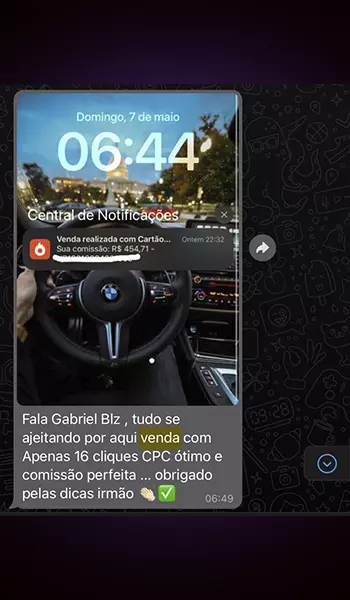 Domingo, 7 de maio
06:44
Central de Notificações
Venda realizada com Cartão... Ontem 22:32
Sua comissão: R$ 454,71 -
Fala Gabriel Blz , tudo se
ajeitando por aqui venda com
Apenas 16 cliques CPC ótimo e
comissão perfeita ... obrigado
pelas dicas irmão 👏🏻 ✅
06:49